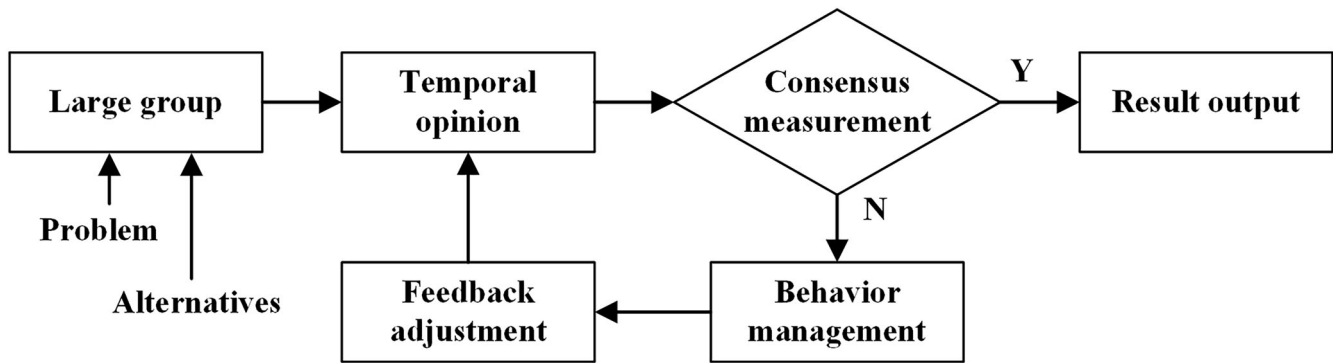 Large group
Temporal
opinion
Consensus
measurement
Y
Result output
N
Problem
Alternatives
Feedback
adjustment
Behavior
management